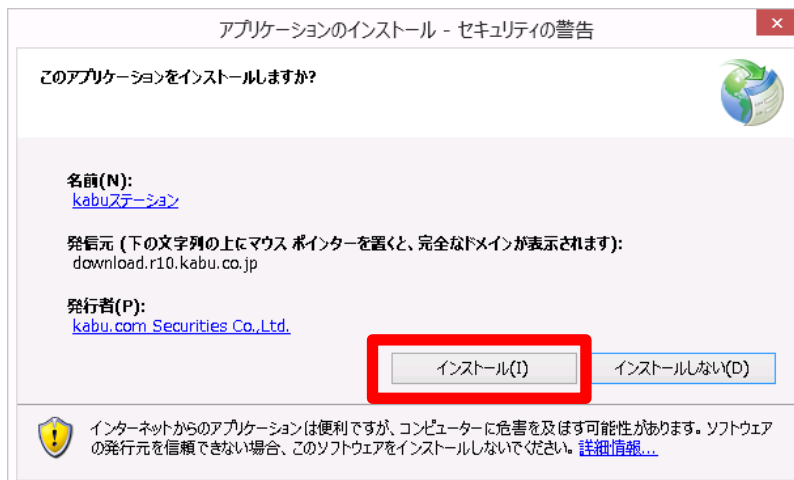 アプリケーションのインストール - セキュリティの警告
このアプリケーションをインストールしますか?
名前(N):
kabuステーション
発信元 (下の文字列の上にマウス ポインターを置くと、完全なドメインが表示されます):
download.r10.kabu.co.jp
発行者(P):
kabu.com Securities Co.,Ltd.
インストール(I) インストールしない(D)
インターネットからのアプリケーションは便利ですが、コンピューターに危害を及ぼす可能性があります。ソフトウェア
の発行元を信頼できない場合、このソフトウェアをインストールしないでください。詳細情報...